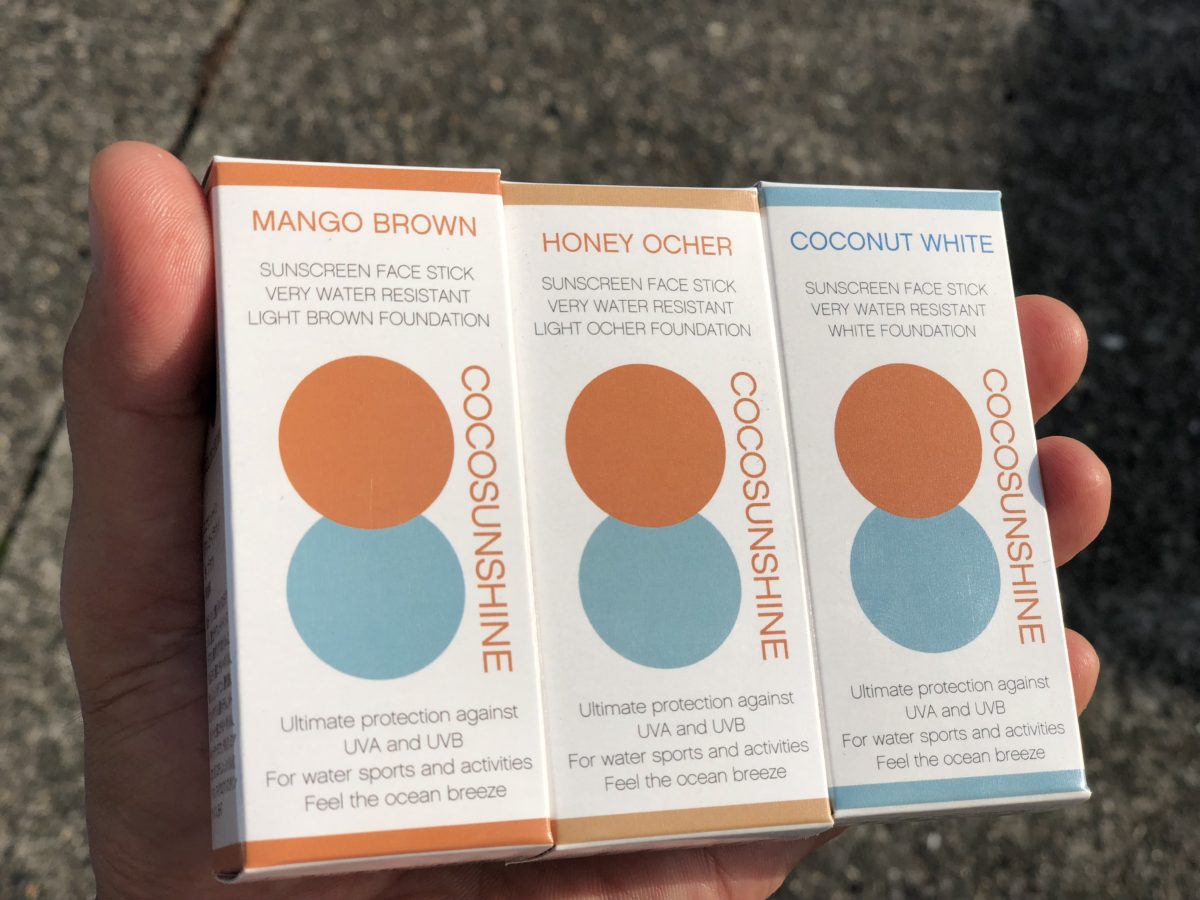 MANGO BROWN
SUNSCREEN FACE STICK
VERY WATER RESISTANT
LIGHT BROWN FOUNDATION
COCOSUNSHINE
Ultimate protection against
UVA and UVB
For water sports and activities
Feel the ocean breeze
HONEY OCHER
SUNSCREEN FACE STICK
VERY WATER RESISTANT
LIGHT OCHER FOUNDATION
COCOSUNSHINE
Ultimate protection against
UVA and UVB
For water sports and activities
Feel the ocean breeze
COCONUT WHITE
SUNSCREEN FACE STICK
VERY WATER RESISTANT
WHITE FOUNDATION
COCOSUNSHINE
Ultimate protection against
UVA and UVB
For water sports and activities
Feel the ocean breeze